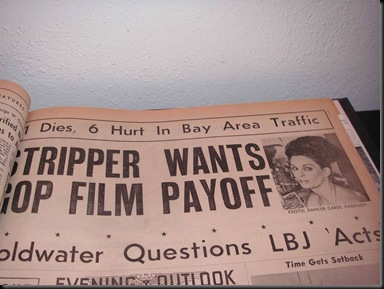 Dies, 6 Hurt In Bay Area Traffic
STRIPPER WANTS
GOP FILM PAYOFF
EXOTIC DANCER CAROL
oldwater Questions LBJ 'Acts
Time Gets Setback
EVENING OUTLOOK